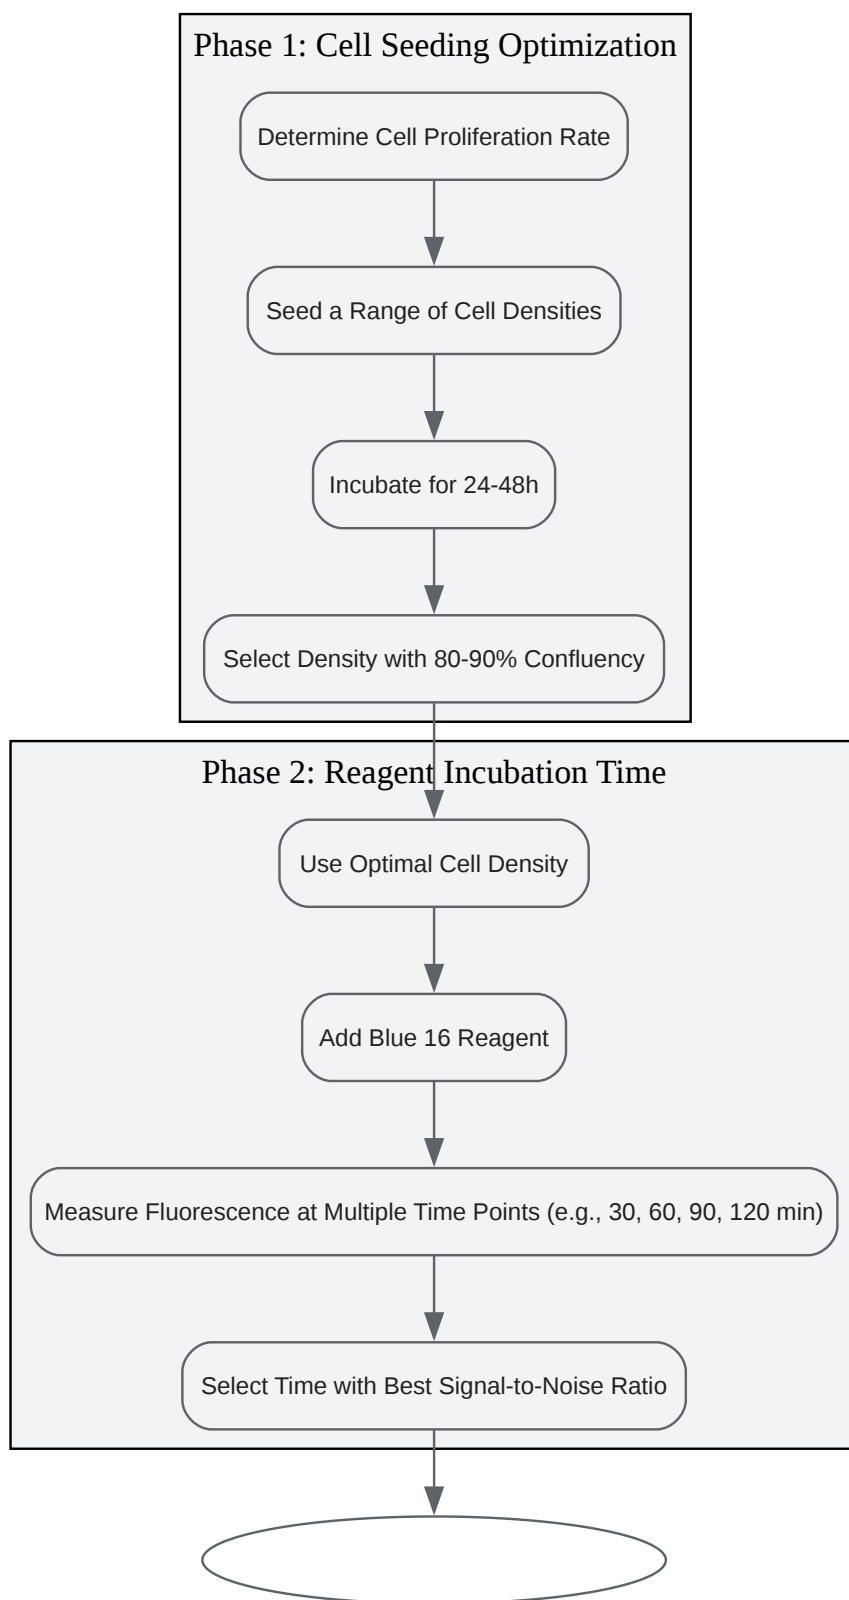 Phase 1: Cell Seeding Optimization
Determine Cell Proliferation Rate
Seed a Range of Cell Densities
Incubate for 24-48h
Select Density with 80-90% Confluency
Phase 2: Reagent Incubation Time
Use Optimal Cell Density
Add Blue 16 Reagent
Measure Fluorescence at Multiple Time Points (e.g., 30, 60, 90, 120 min)
Select Time with Best Signal-to-Noise Ratio